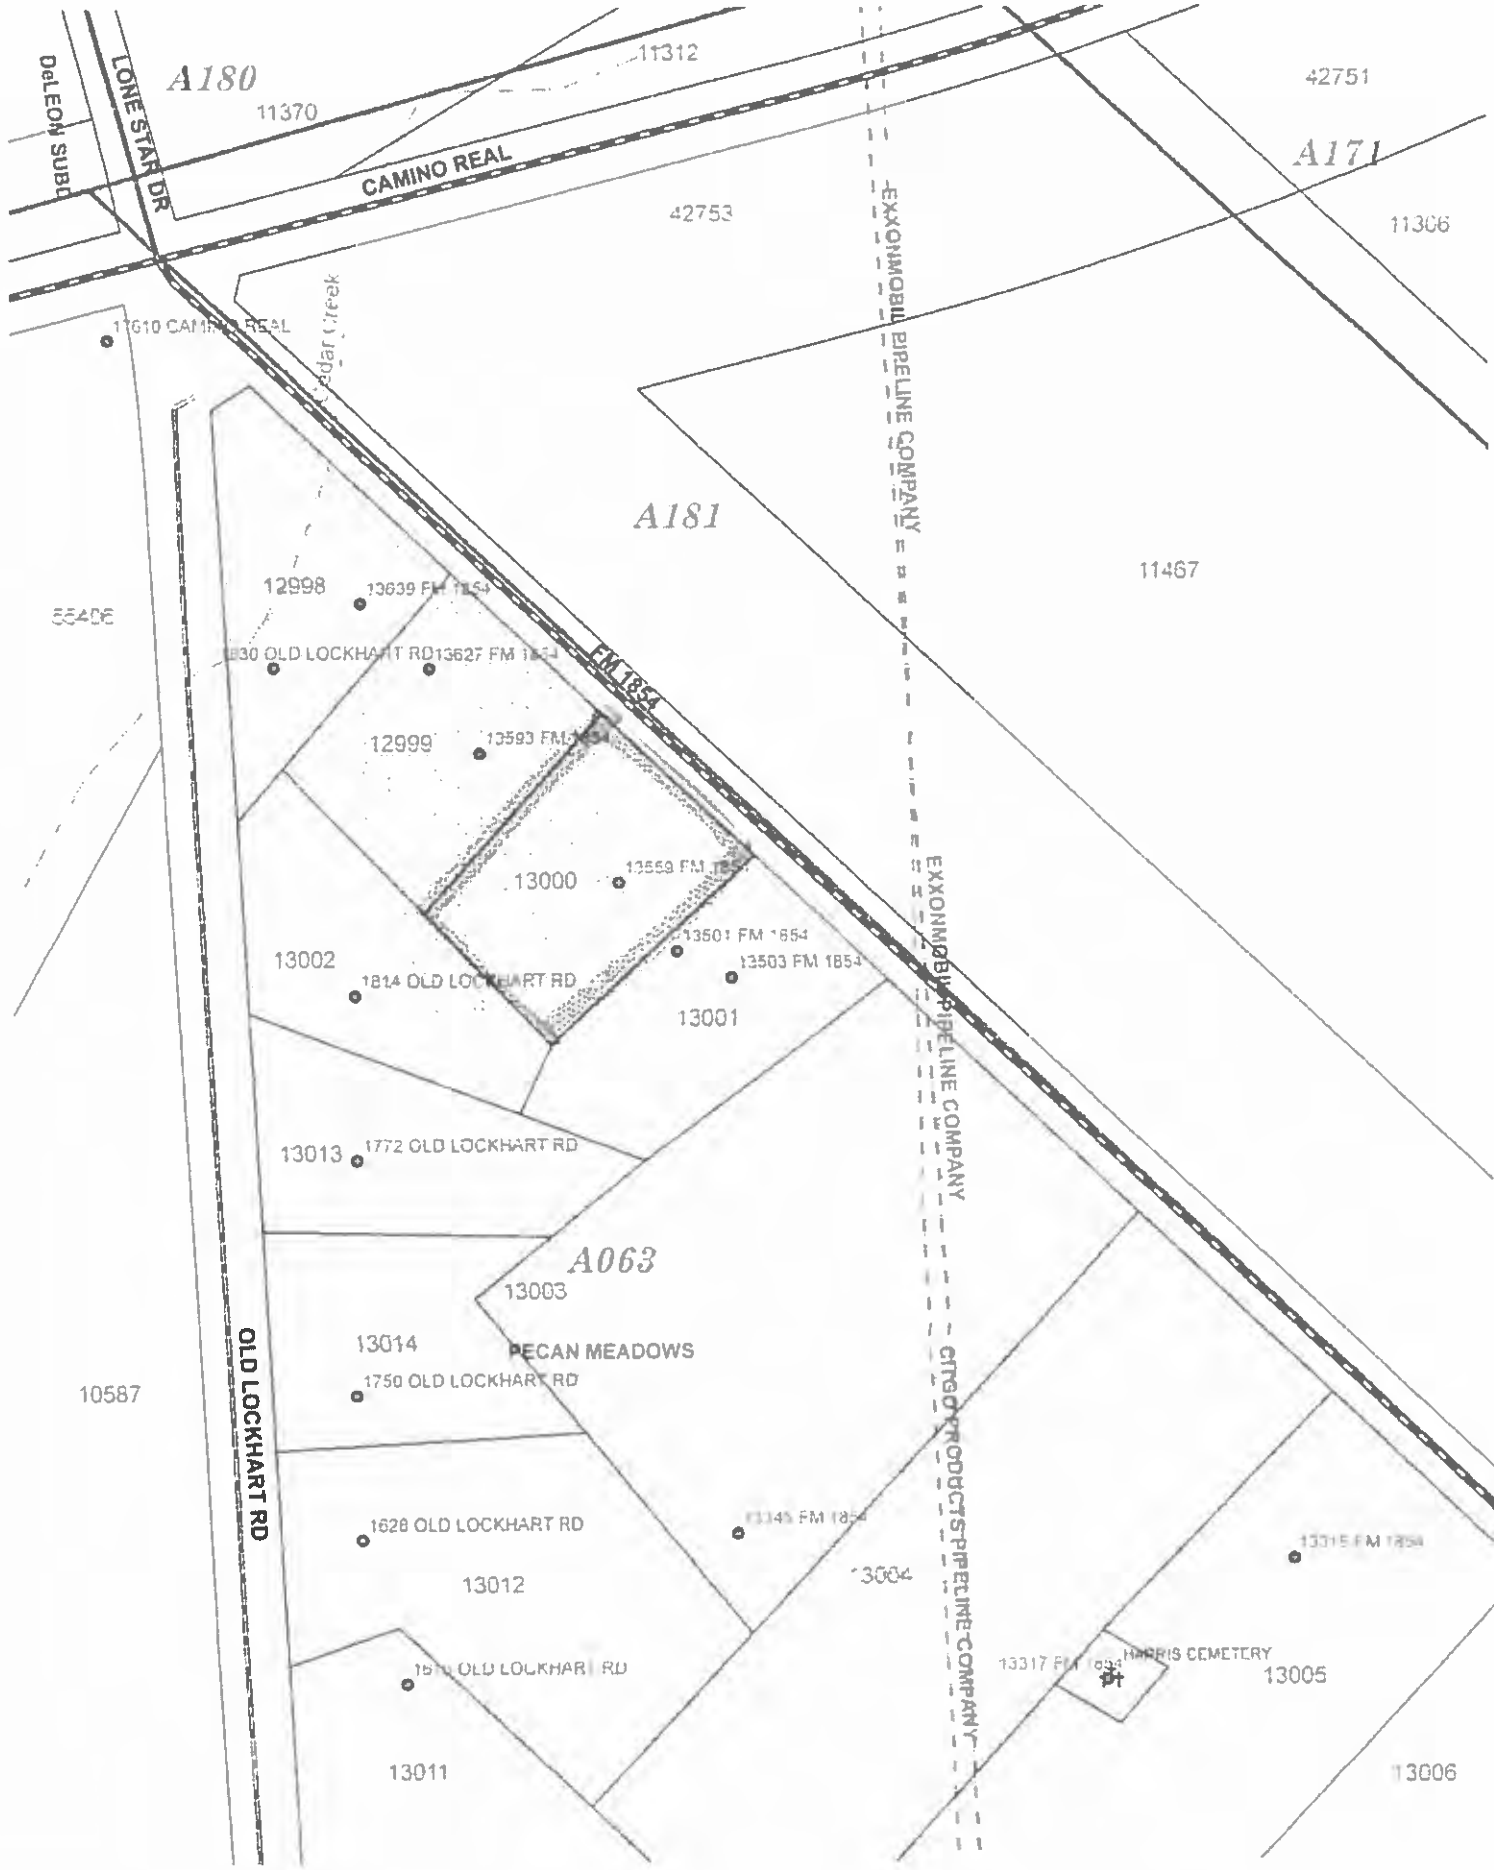 11312
A180
42751
11370
DeLEON SUBD
LONE STAR DR
CAMINO REAL
A171
42753
11306
EXXONMOBIL PIPELINE COMPANY
Cedar Creek
17610 CAMINO REAL
A181
11467
12998
13639 FM 1854
55406
1830 OLD LOCKHART RD
13627 FM 1854
FM 1854
12999
13593 FM 1854
13000
13559 FM 1854
13501 FM 1854
13503 FM 1854
EXXONMOBIL PIPELINE COMPANY
13002
1814 OLD LOCKHART RD
13001
13013
1772 OLD LOCKHART RD
A063
13003
13014
PECAN MEADOWS
1750 OLD LOCKHART RD
10587
OLD LOCKHART RD
CITGO PRODUCTS PIPELINE COMPANY
1628 OLD LOCKHART RD
13345 FM 1854
13315 FM 1854
13012
13004
13317 FM 1854
HARRIS CEMETERY
13005
OLD LOCKHART RD
13011
13006